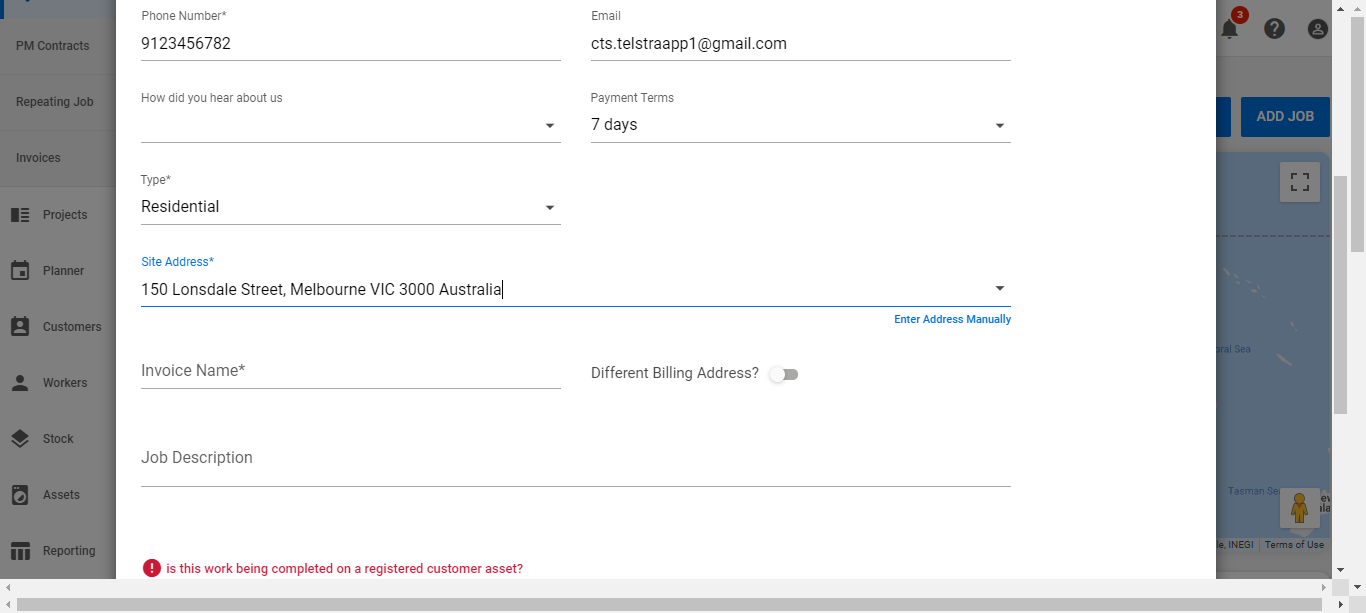 PM Contracts
Repeating Job
Invoices
Projects
Planner
Customers
Workers
Stock
Assets
Reporting
Phone Number*
9123456782
Email
cts.telstraapp1@gmail.com
How did you hear about us
Payment Terms
7 days
Type*
Residential
Site Address*
150 Lonsdale Street, Melbourne VIC 3000 Australia
Enter Address Manually
Invoice Name*
Different Billing Address?
Job Description
is this work being completed on a registered customer asset?
3
ADD JOB
Sea
Tasman
INEGI
Terms of Use